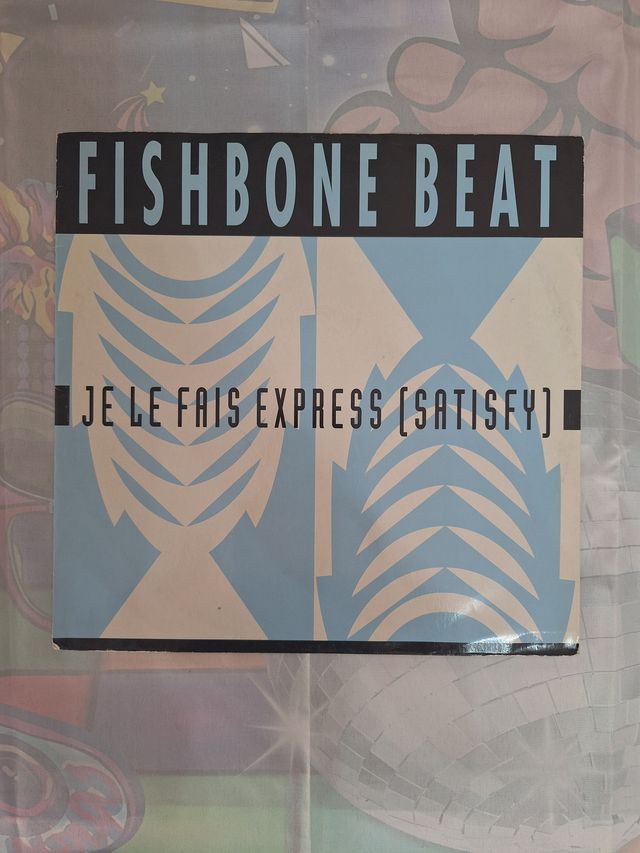 FISHBONE BEAT
JE LE FAIS EXPRESS (SATISFY)